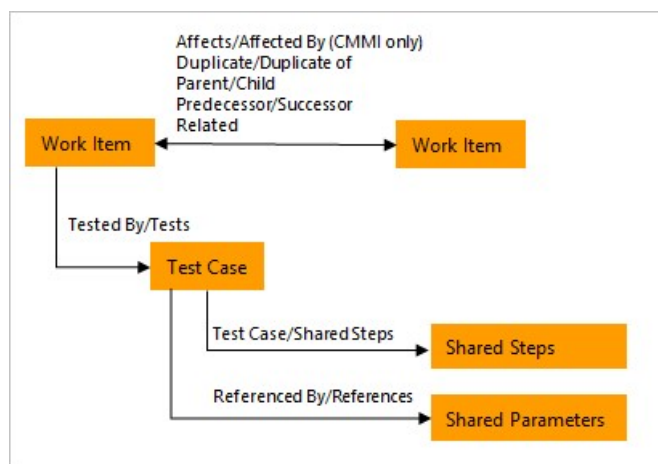 Affects/Affected By (CMMI only)
Duplicate/Duplicate of
Parent/Child
Predecessor/Successor
Related
Work Item
Work Item
Tested By/Tests
Test Case
Test Case/Shared Steps
Shared Steps
Referenced By/References
Shared Parameters